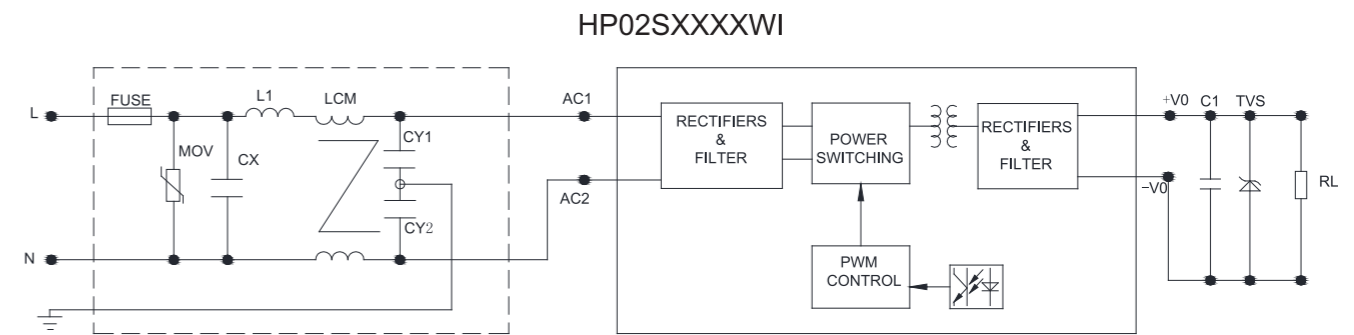 HP02SXXXXWI
L
FUSE
L1
LCM
MOV
CX
CY1
CY2
N
AC1
AC2
RECTIFIERS
&
FILTER
POWER
SWITCHING
RECTIFIERS
&
FILTER
PWM
CONTROL
+V0
C1
TVS
−V0
RL